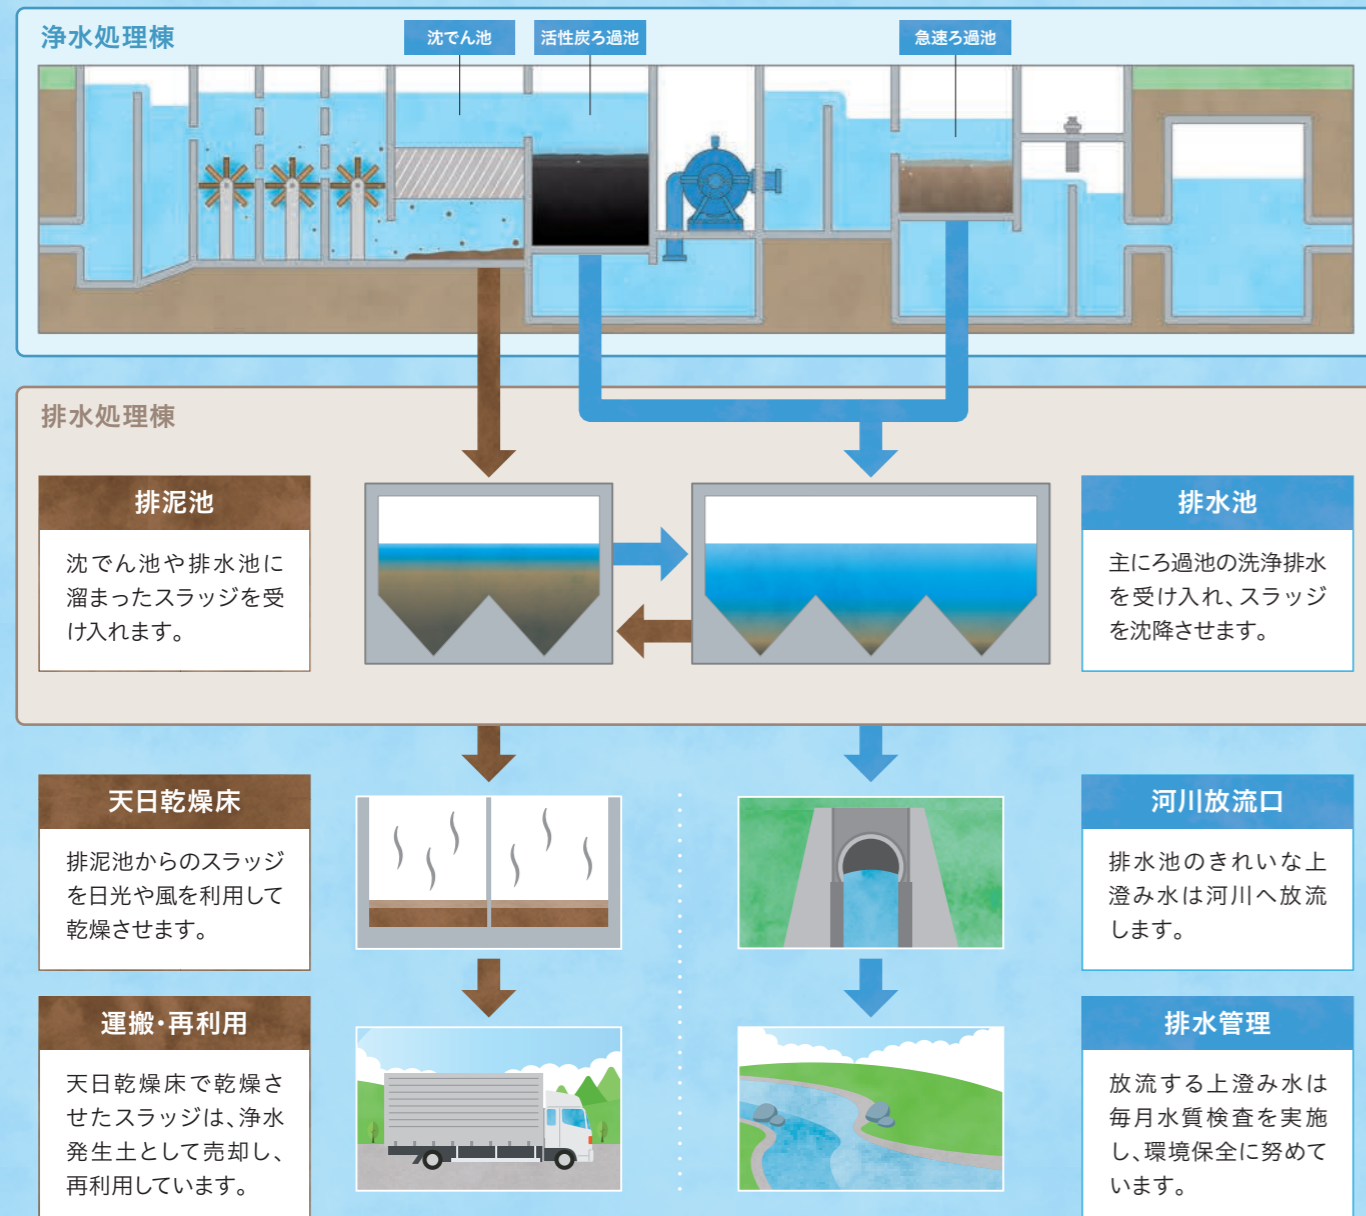 浄水処理棟
沈でん池
活性炭ろ過池
急速ろ過池
排水処理棟
排泥池
沈でん池や排水池に
溜まったスラッジを受
け入れます。
排水池
主にろ過池の洗浄排水
を受け入れ、スラッジ
を沈降させます。
天日乾燥床
排泥池からのスラッジ
を日光や風を利用して
乾燥させます。
河川放流口
排水池のきれいな上
澄み水は河川へ放流
します。
運搬・再利用
天日乾燥床で乾燥さ
せたスラッジは、浄水
発生土として売却し、
再利用しています。
排水管理
放流する上澄み水は
毎月水質検査を実施
し、環境保全に努めて
います。